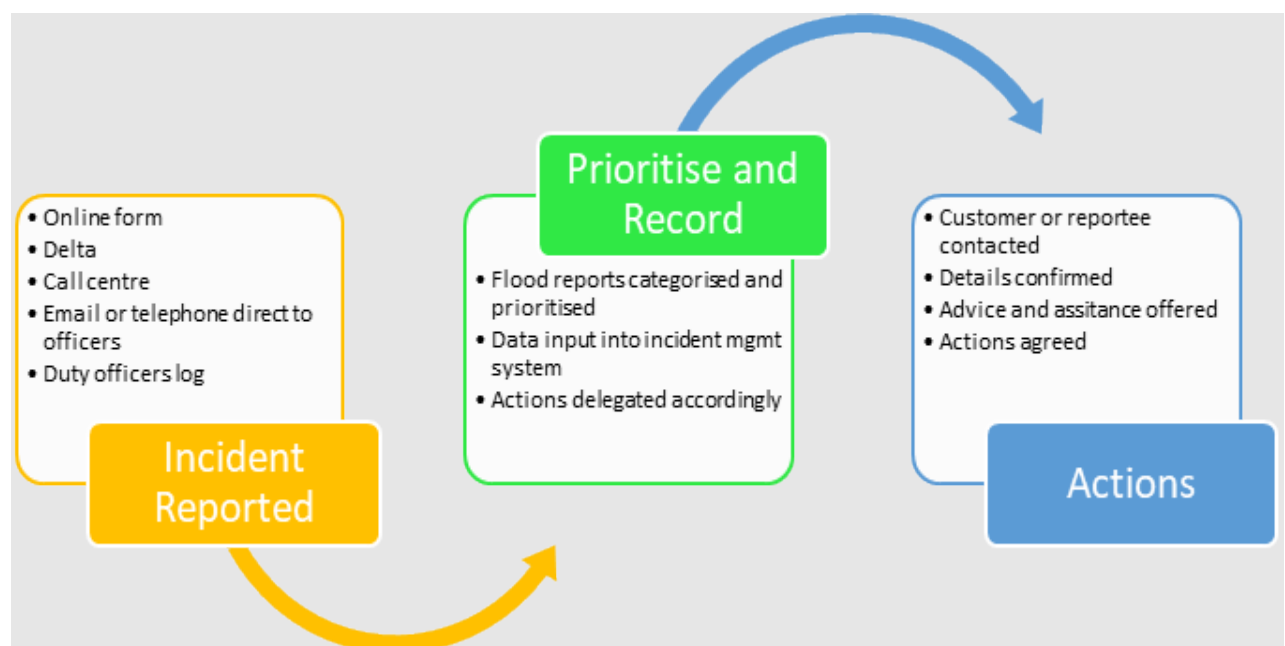 • Online form
• Delta
• Call centre
• Email or telephone direct to
officers
• Duty officers log
Incident
Reported
Prioritise and
Record
• Flood reports categorised and
prioritised
• Data input into incident mgmt
system
• Actions delegated accordingly
• Customer or reportee
contacted
• Details confirmed
• Advice and assitance offered
• Actions agreed
Actions